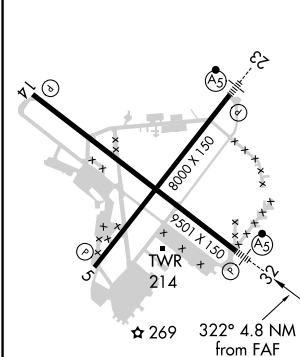 A5
23
14
P
P
8000 X 150
9501 X 150
P
A5
TWR
214
P
5
32
269
322° 4.8 NM
from FAF